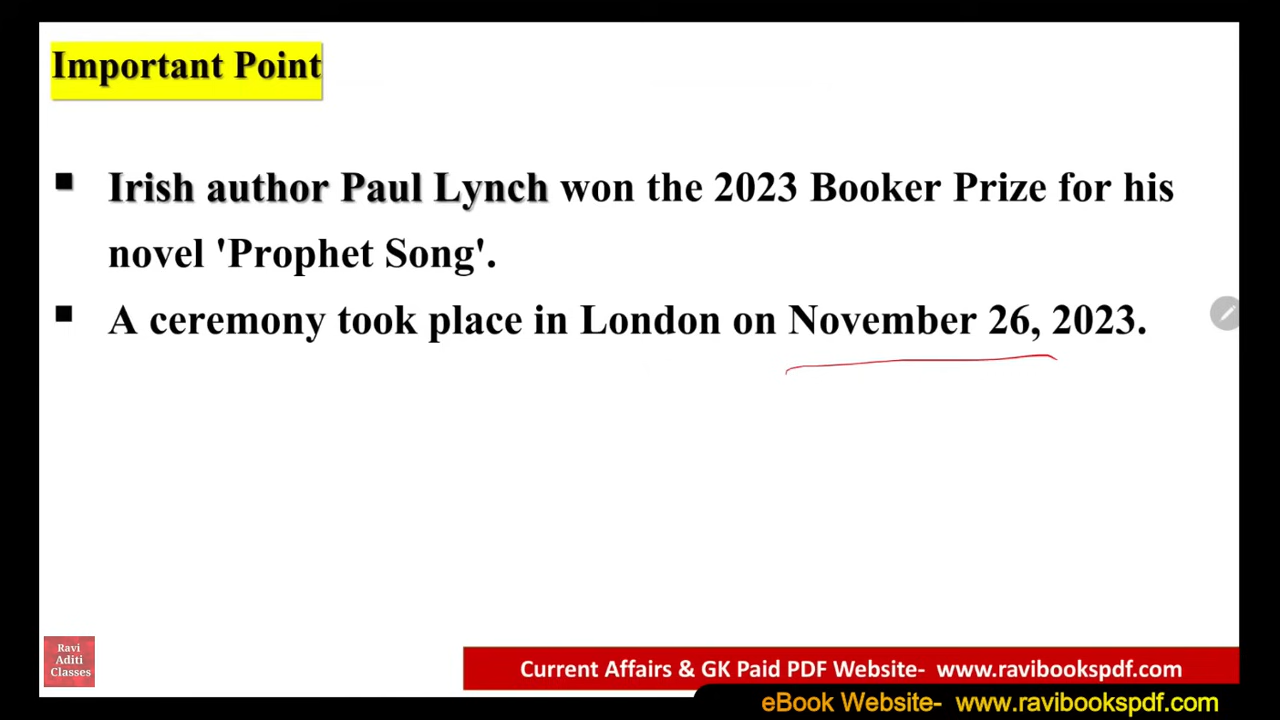 Important Point
▪ Irish author Paul Lynch won the 2023 Booker Prize for his
novel 'Prophet Song'.
▪ A ceremony took place in London on November 26, 2023.
Ravi
Aditi
Classes
Current Affairs & GK Paid PDF Website- www.ravibookspdf.com
eBook Website- www.ravibookspdf.com